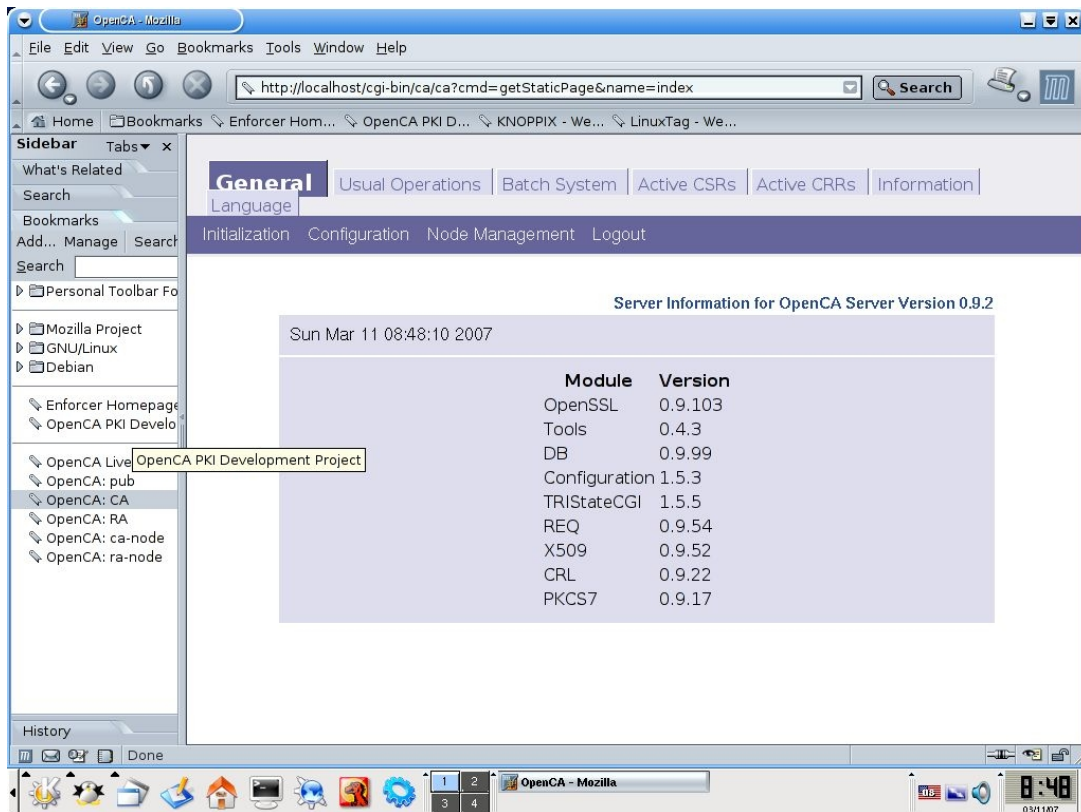 OpenCA - Mozilla
File Edit View Go Bookmarks Tools Window Help
http://localhost/cgi-bin/ca/ca?cmd=getStaticPage&name=index Search
Home Bookmarks Enforcer Hom... OpenCA PKI D... KNOPPIX - We... LinuxTag - We...
Sidebar Tabs x
What's Related
Search
Bookmarks
Add... Manage Search
Search
Personal Toolbar Fo
Mozilla Project
GNU/Linux
Debian
Enforcer Homepage
OpenCA PKI Develo
OpenCA Live
OpenCA PKI Development Project
OpenCA: pub
OpenCA: CA
OpenCA: RA
OpenCA: ca-node
OpenCA: ra-node
History
General Usual Operations Batch System Active CSRs Active CRRs Information
Language
Initialization Configuration Node Management Logout
Server Information for OpenCA Server Version 0.9.2
Sun Mar 11 08:48:10 2007
Module Version
OpenSSL 0.9.103
Tools 0.4.3
DB 0.9.99
Configuration 1.5.3
TRIStateCGI 1.5.5
REQ 0.9.54
X509 0.9.52
CRL 0.9.22
PKCS7 0.9.17
Done
1 2
3 4
OpenCA - Mozilla
us
8:48
03/11/07